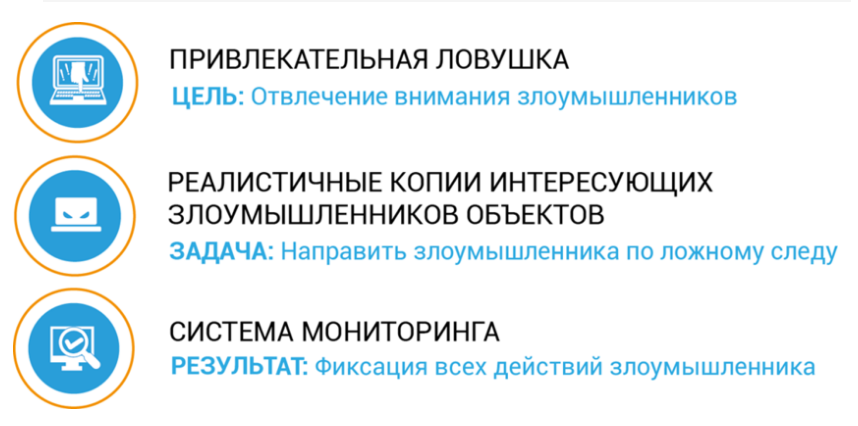 ПРИВЛЕКАТЕЛЬНАЯ ЛОВУШКА
ЦЕЛЬ: Отвлечение внимания злоумышленников
РЕАЛИСТИЧНЫЕ КОПИИ ИНТЕРЕСУЮЩИХ
ЗЛОУМЫШЛЕННИКОВ ОБЪЕКТОВ
ЗАДАЧА: Направить злоумышленника по ложному следу
СИСТЕМА МОНИТОРИНГА
РЕЗУЛЬТАТ: Фиксация всех действий злоумышленника